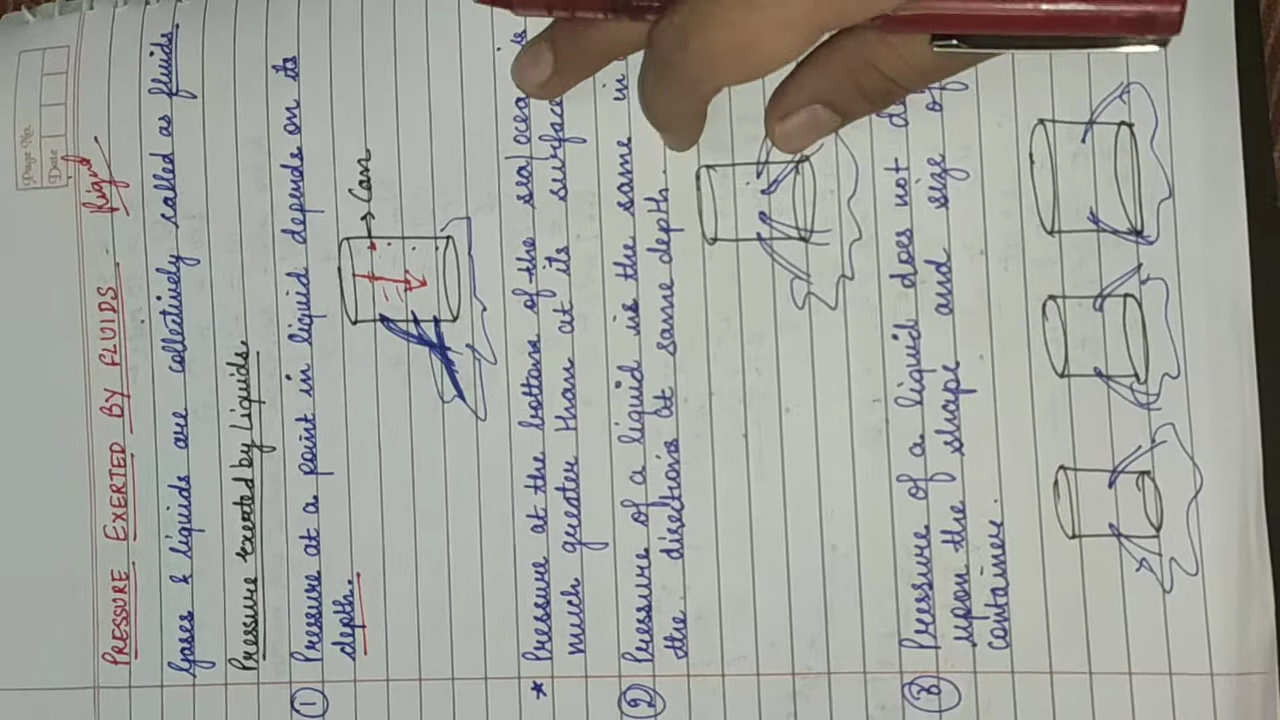 Page No.
Date
PRESSURE EXERTED BY FLUIDS
Gases & liquids are colletively called as fluids
Pressure exerted by Liquids.
① Pressure at a point in liquid depends on its
depth.
→ Can
* Pressure at the bottom of the sea/ocean is
much greater than at its surface
② Pressure of a liquid is the same in
the directions at same depth.
③ Pressure of a liquid does not
upon the shape and size of
container.